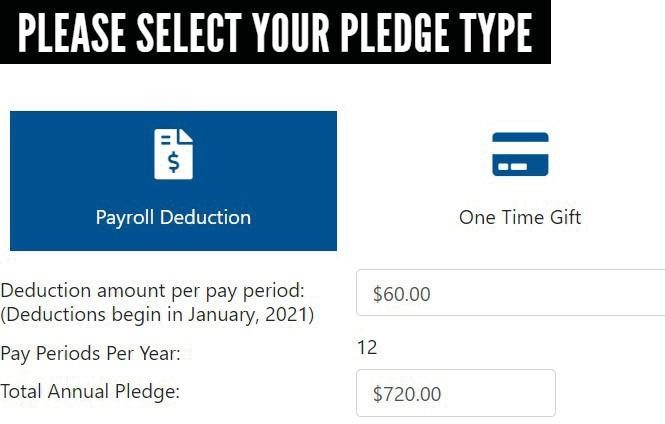 PLEASE SELECT YOUR PLEDGE TYPE
$
Payroll Deduction
One Time Gift
Deduction amount per pay period:
(Deductions begin in January, 2021)
$60.00
Pay Periods Per Year:
12
Total Annual Pledge:
$720.00